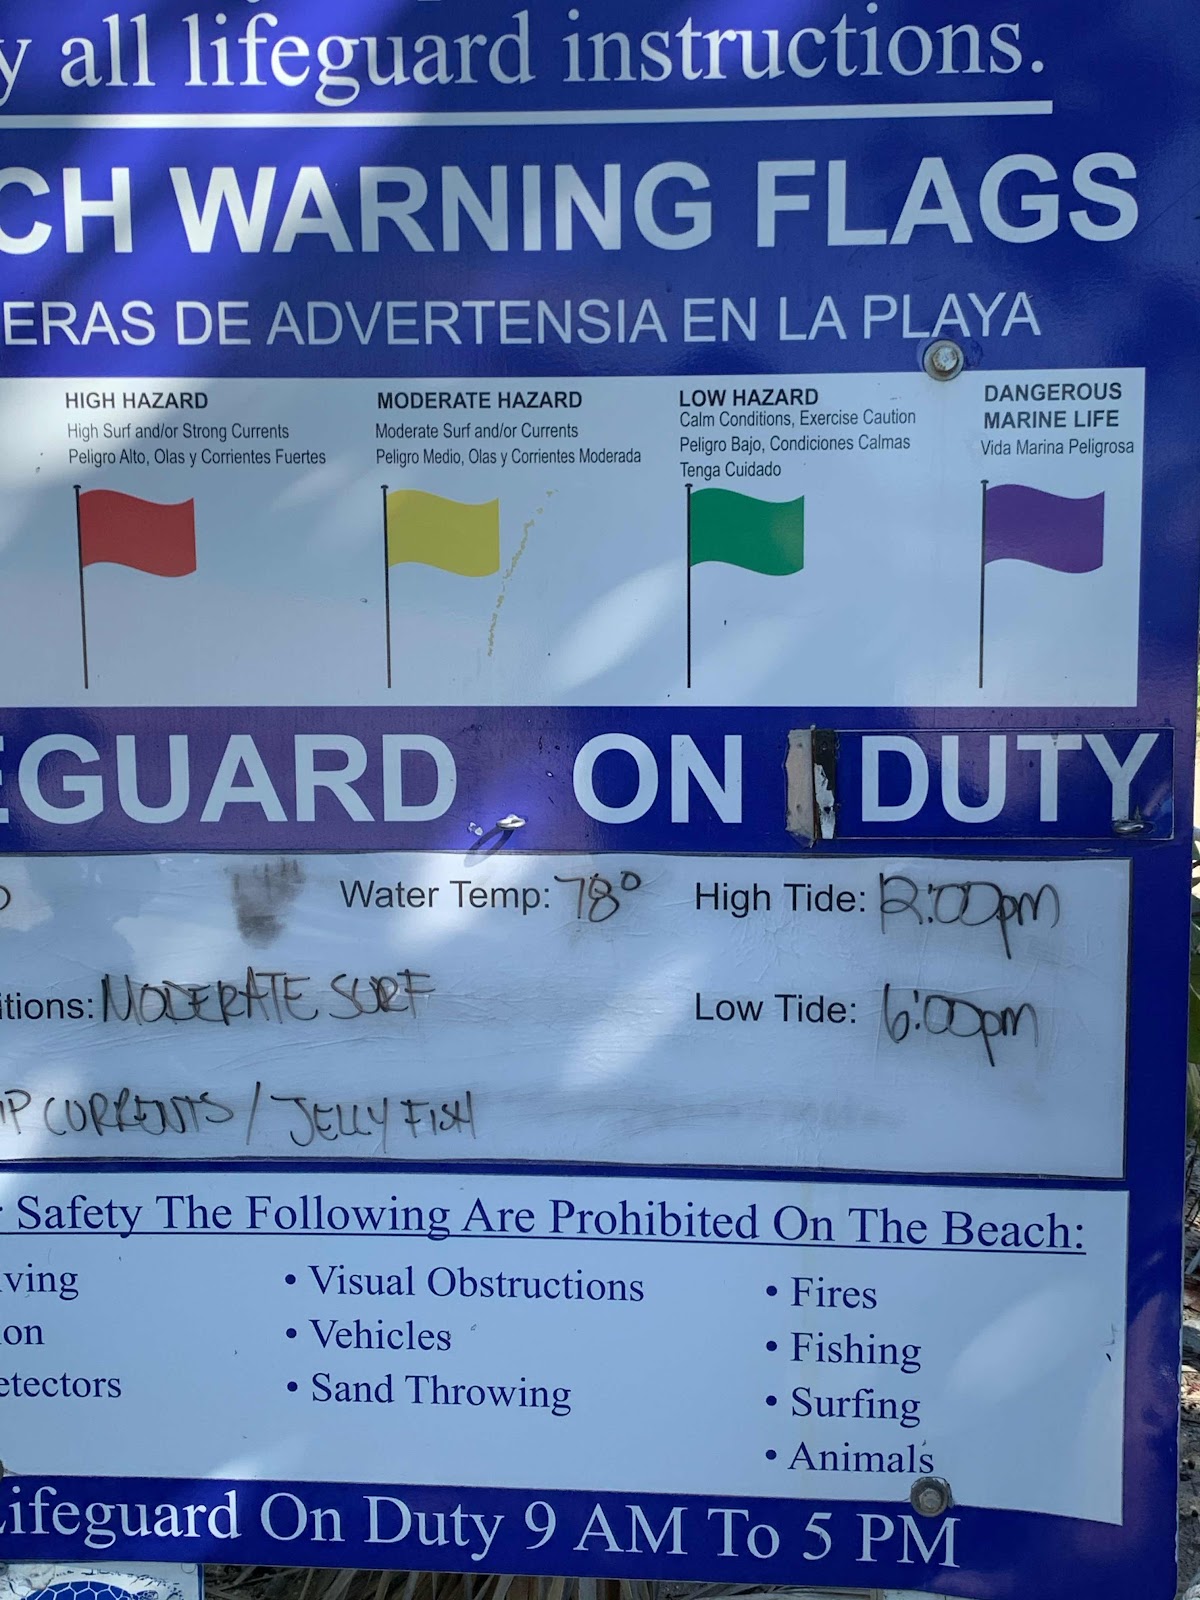 y all lifeguard instructions.
CH WARNING FLAGS
ERAS DE ADVERTENSIA EN LA PLAYA
HIGH HAZARD
High Surf and/or Strong Currents
Peligro Alto, Olas y Corrientes Fuertes
MODERATE HAZARD
Moderate Surf and/or Currents
Peligro Medio, Olas y Corrientes Moderada
LOW HAZARD
Calm Conditions, Exercise Caution
Peligro Bajo, Condiciones Calmas
Tenga Cuidado
DANGEROUS
MARINE LIFE
Vida Marina Peligrosa
EGUARD ON DUTY
Water Temp: 78° High Tide: 12:00pm
itions: MODERATE SURF Low Tide: 6:00pm
IP CURRENTS / JELLY FISH
r Safety The Following Are Prohibited On The Beach:
ving
on
etectors
• Visual Obstructions
• Vehicles
• Sand Throwing
• Fires
• Fishing
• Surfing
• Animals
Lifeguard On Duty 9 AM To 5 PM